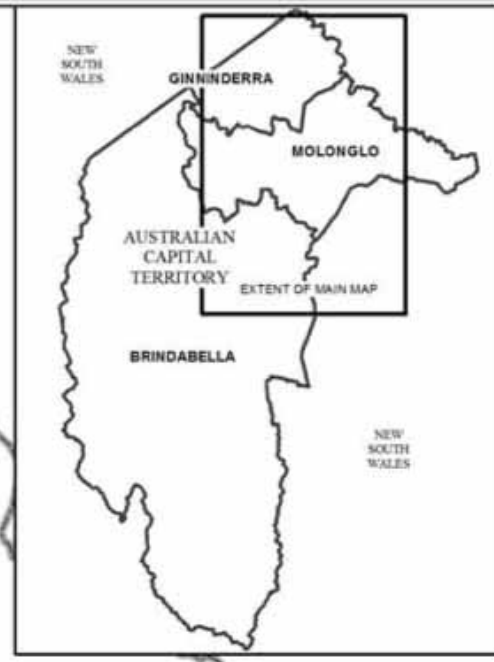 NEW
SOUTH
WALES
GINNINDERRA
MOLONGLO
AUSTRALIAN
CAPITAL
TERRITORY
EXTENT OF MAIN MAP
BRINDABELLA
NEW
SOUTH
WALES